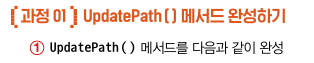 [과정 01] UpdatePath() 메서드 완성하기
① UpdatePath() 메서드를 다음과 같이 완성